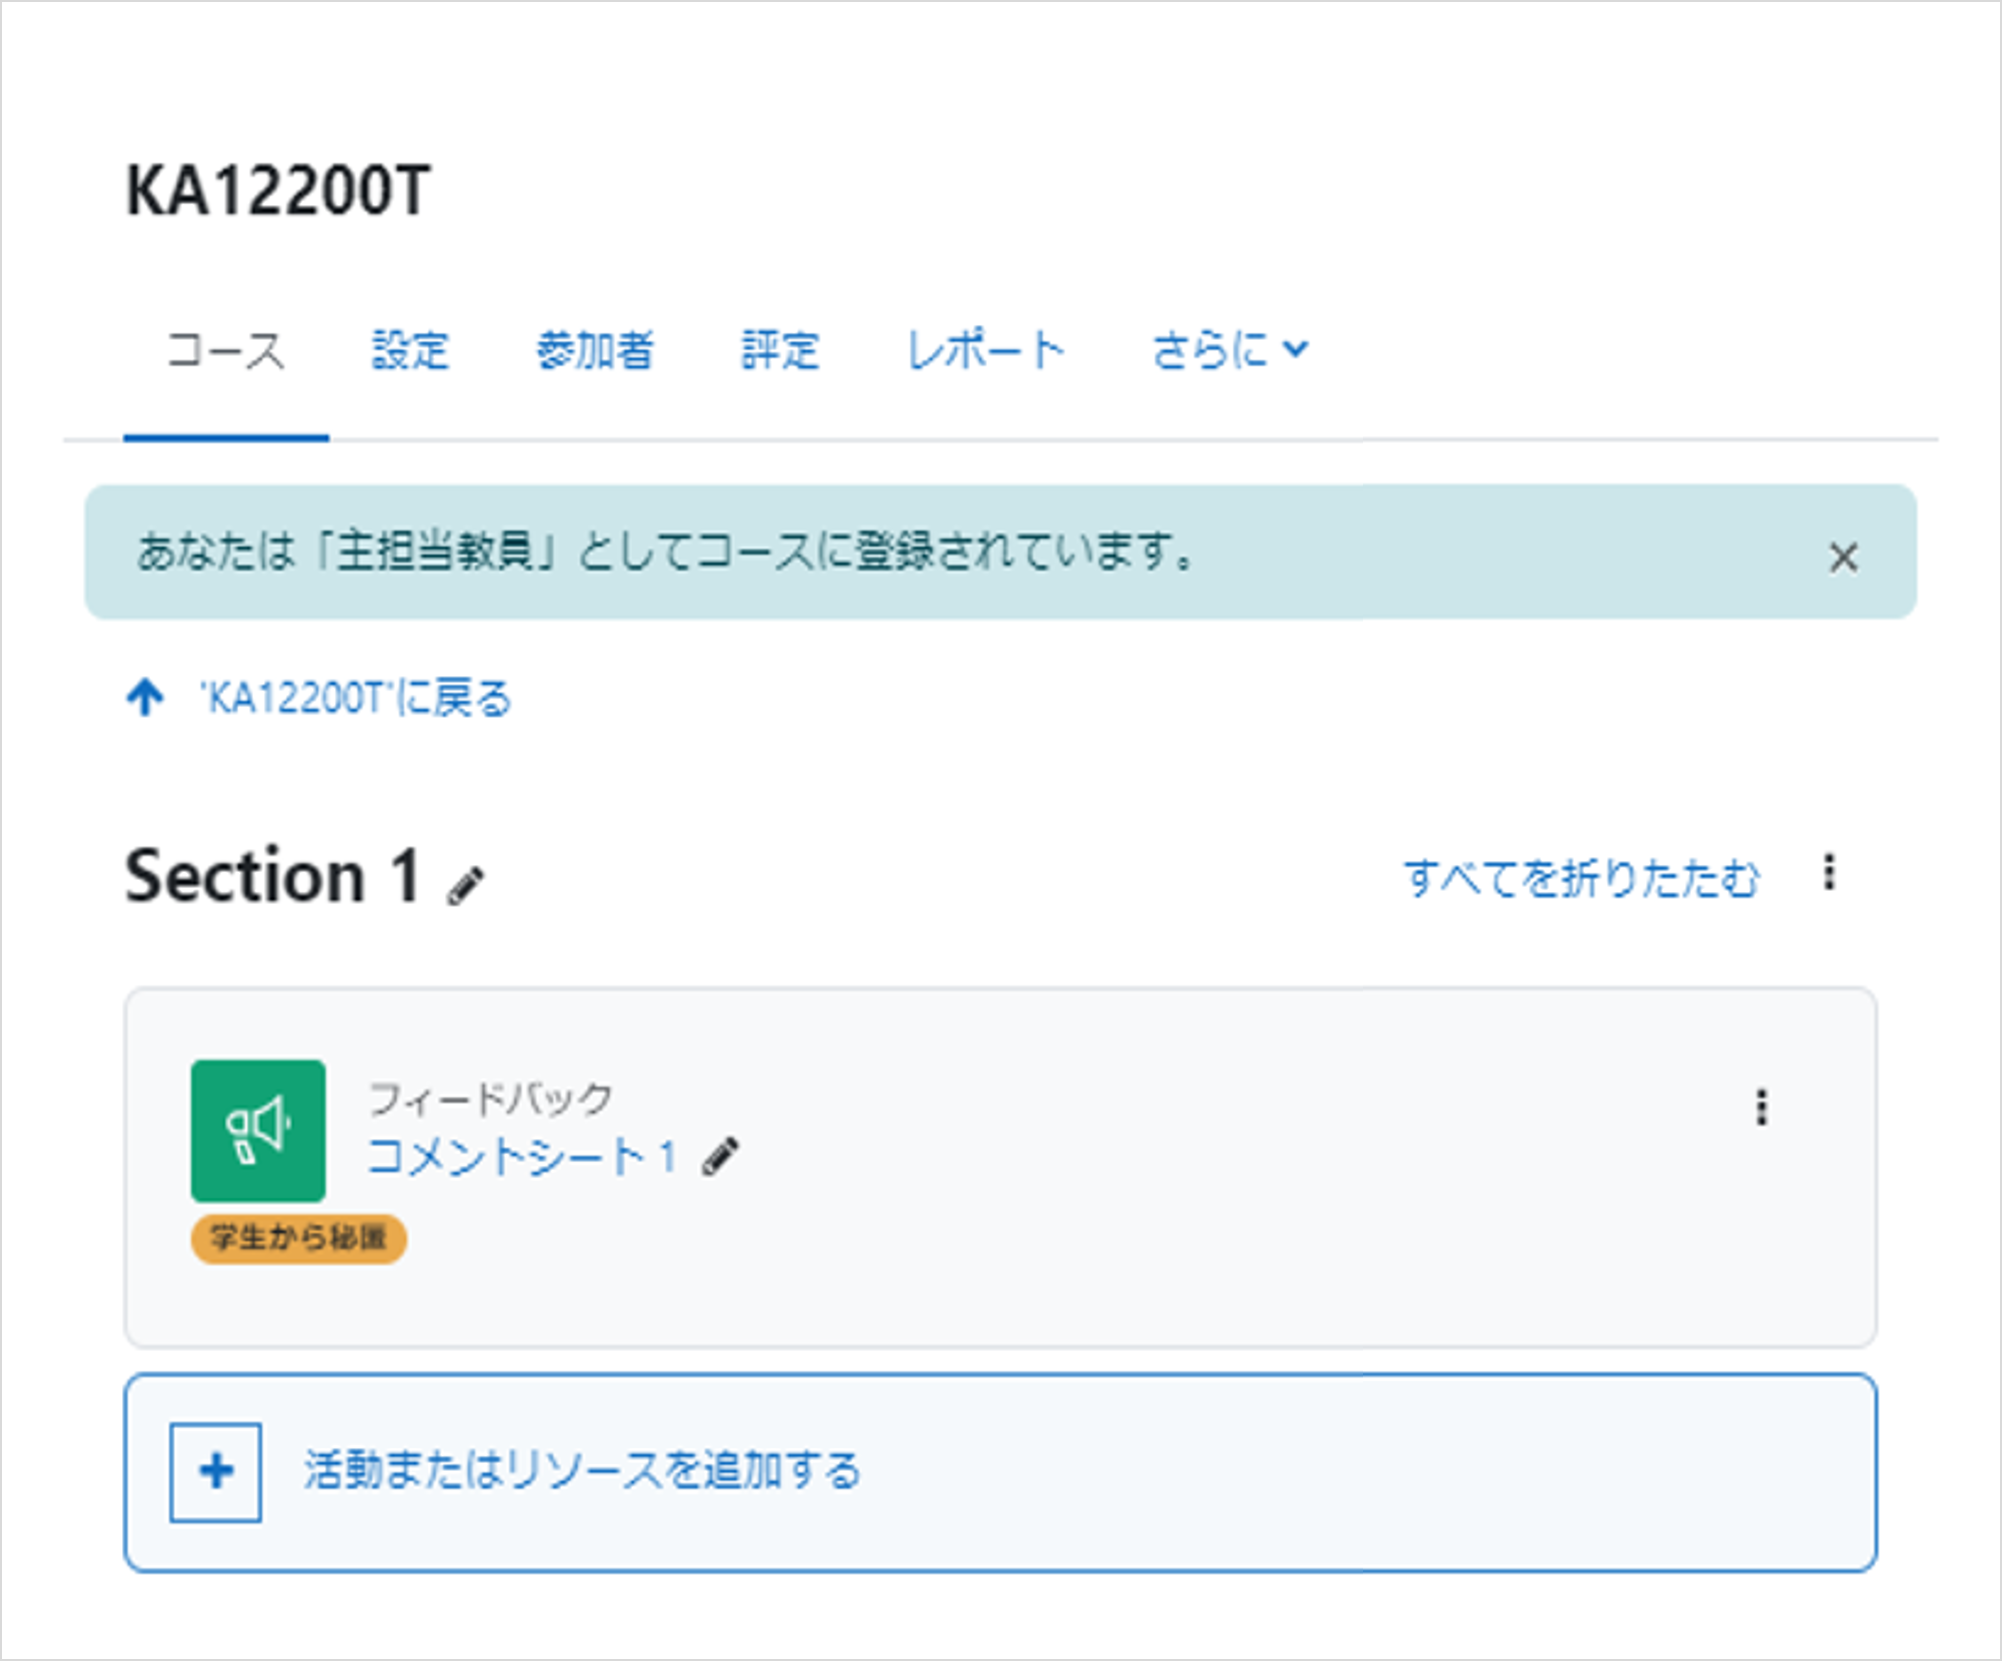 KA12200T
コース 設定 参加者 評定 レポート さらに
あなたは「主担当教員」としてコースに登録されています。
'KA12200T'に戻る
Section 1 すべてを折りたたむ
フィードバック
コメントシート 1
学生から秘匿
活動またはリソースを追加する